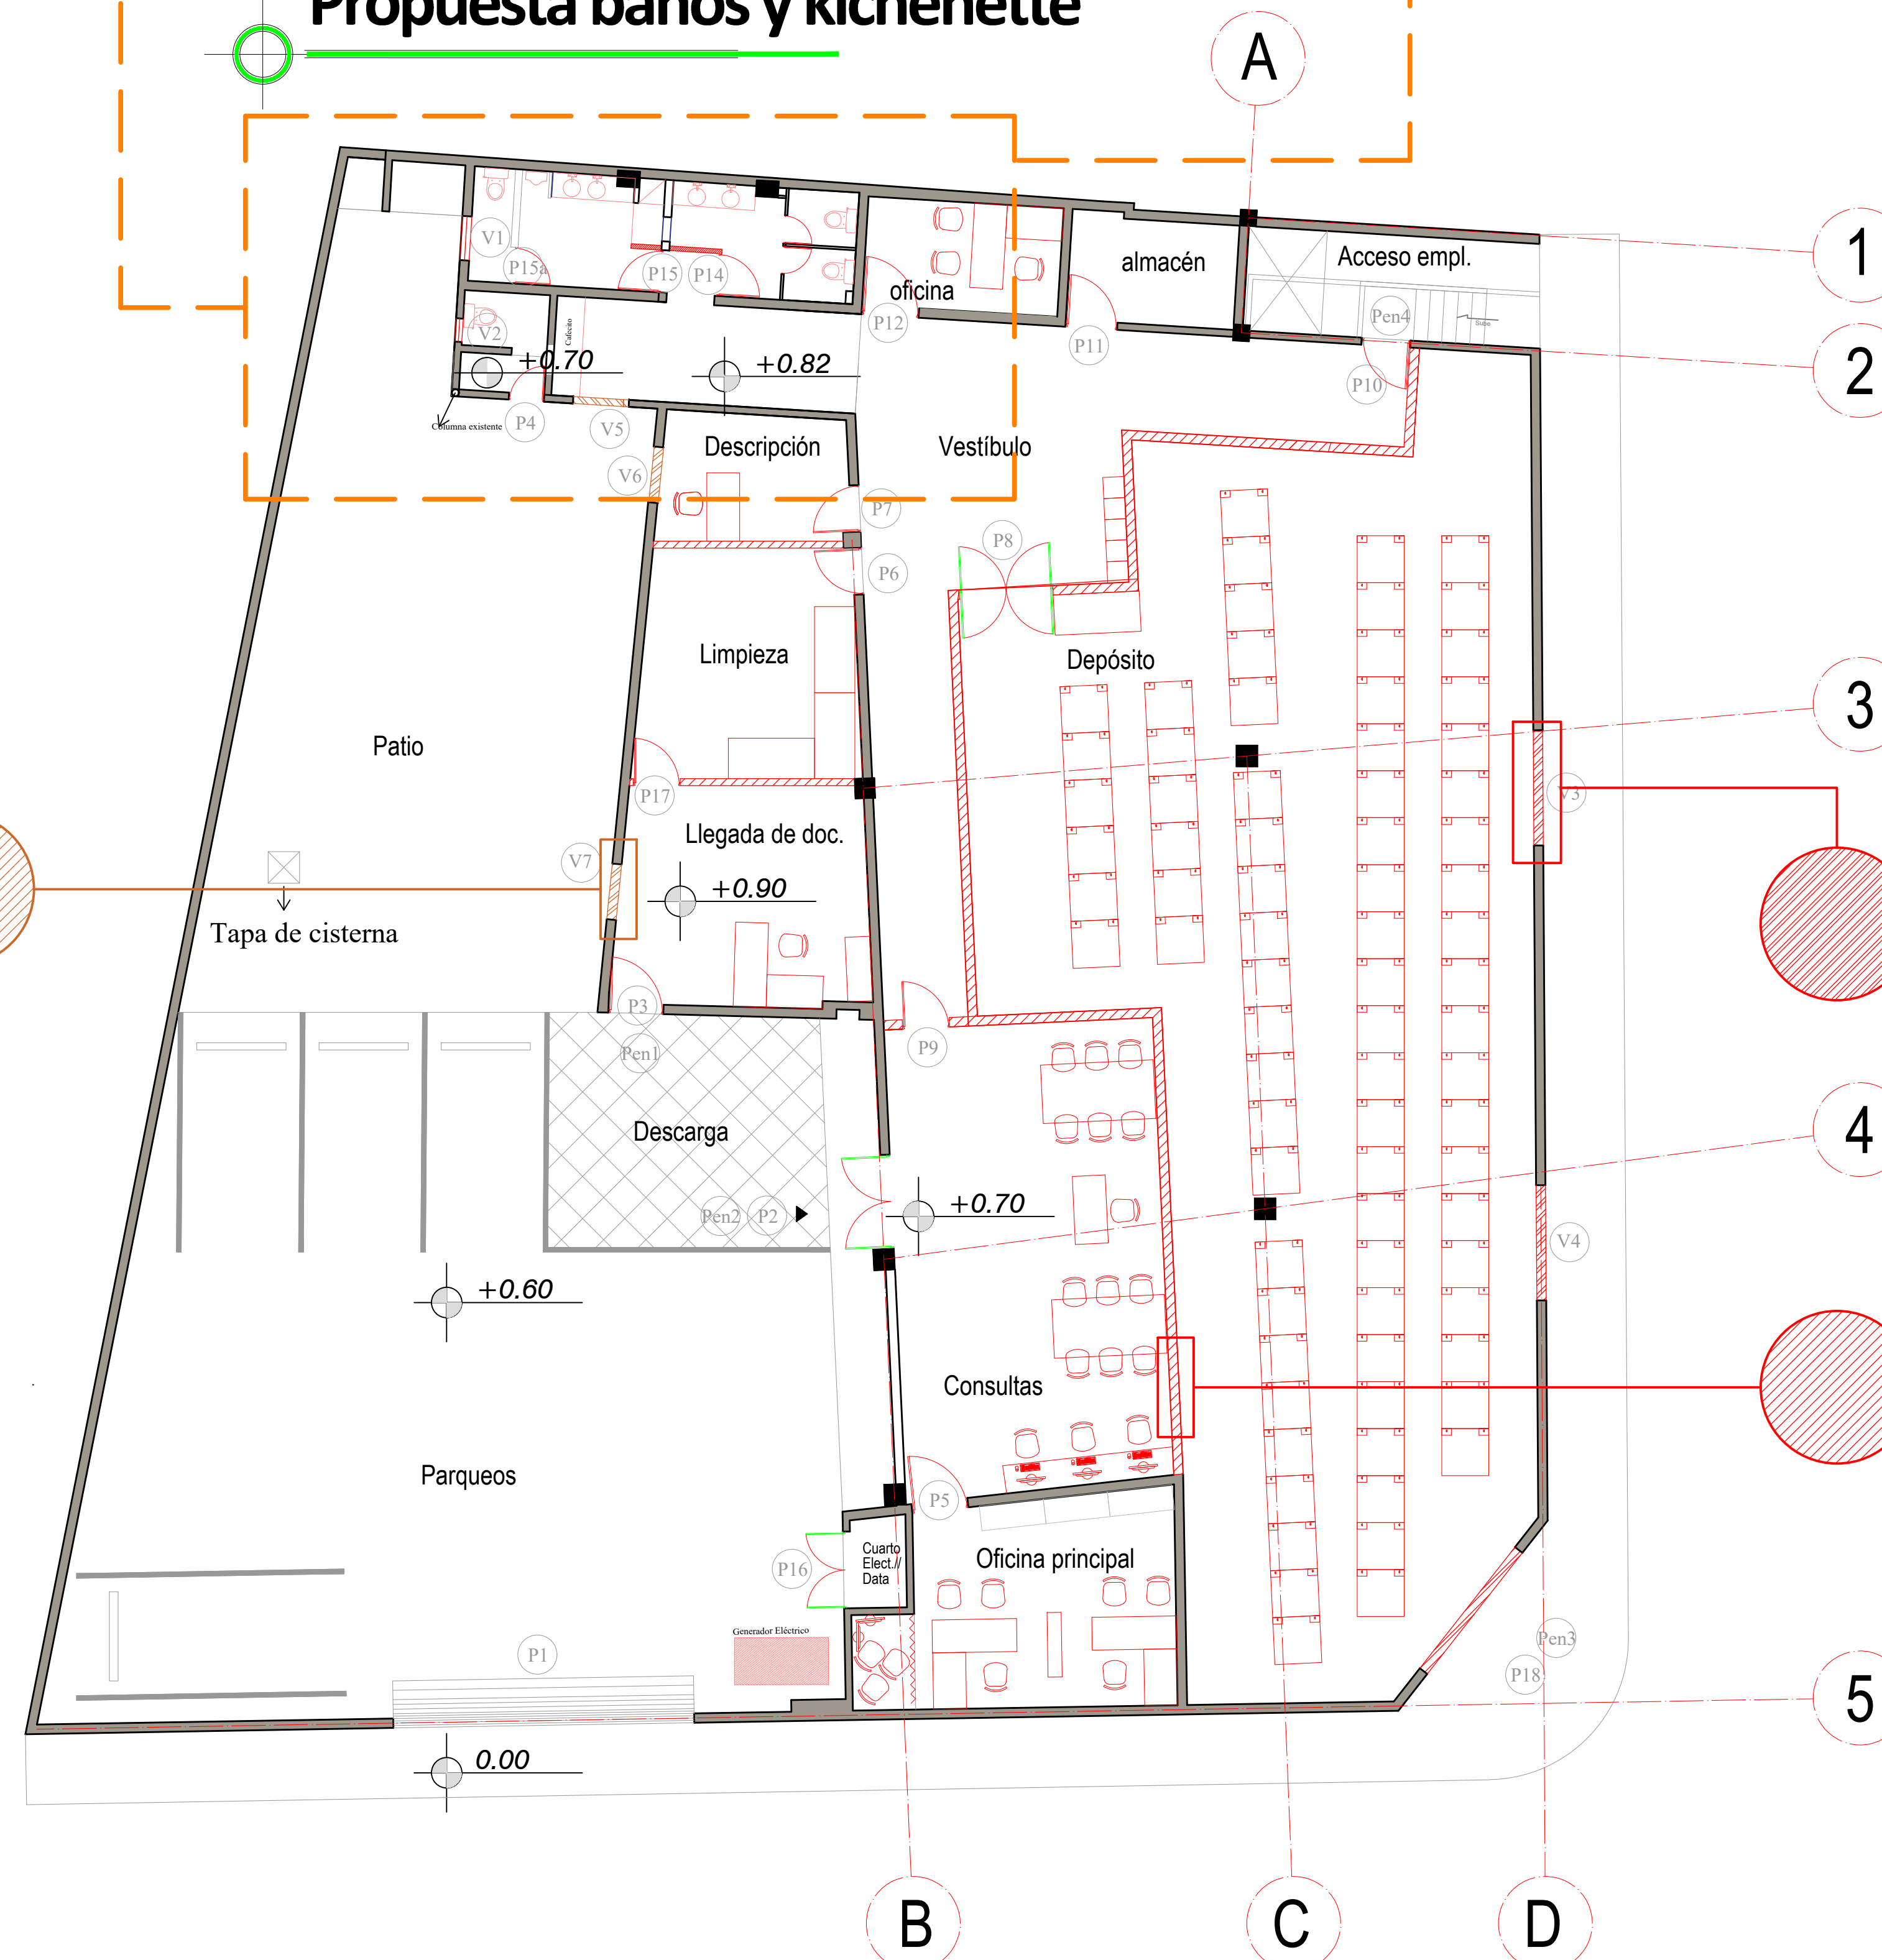 Propuesta baños y kichenette
A
1
Acceso empl.
almacén
V1
P15a
P15
P14
oficina
P12
Pen4
Sube
V2
Cafecito
P11
2
+0.70
+0.82
P10
Columna existente
P4
V5
Descripción
Vestíbulo
V6
P7
P8
P6
Limpieza
Depósito
3
Patio
P17
V3
Llegada de doc.
V7
+0.90
Tapa de cisterna
P3
Pen1
P9
Descarga
4
Pen2
P2
+0.70
V4
+0.60
Consultas
Parqueos
P5
Cuarto
Elect.//
Data
Oficina principal
P16
Generador Eléctrico
P1
Pen3
P18
5
0.00
B
C
D